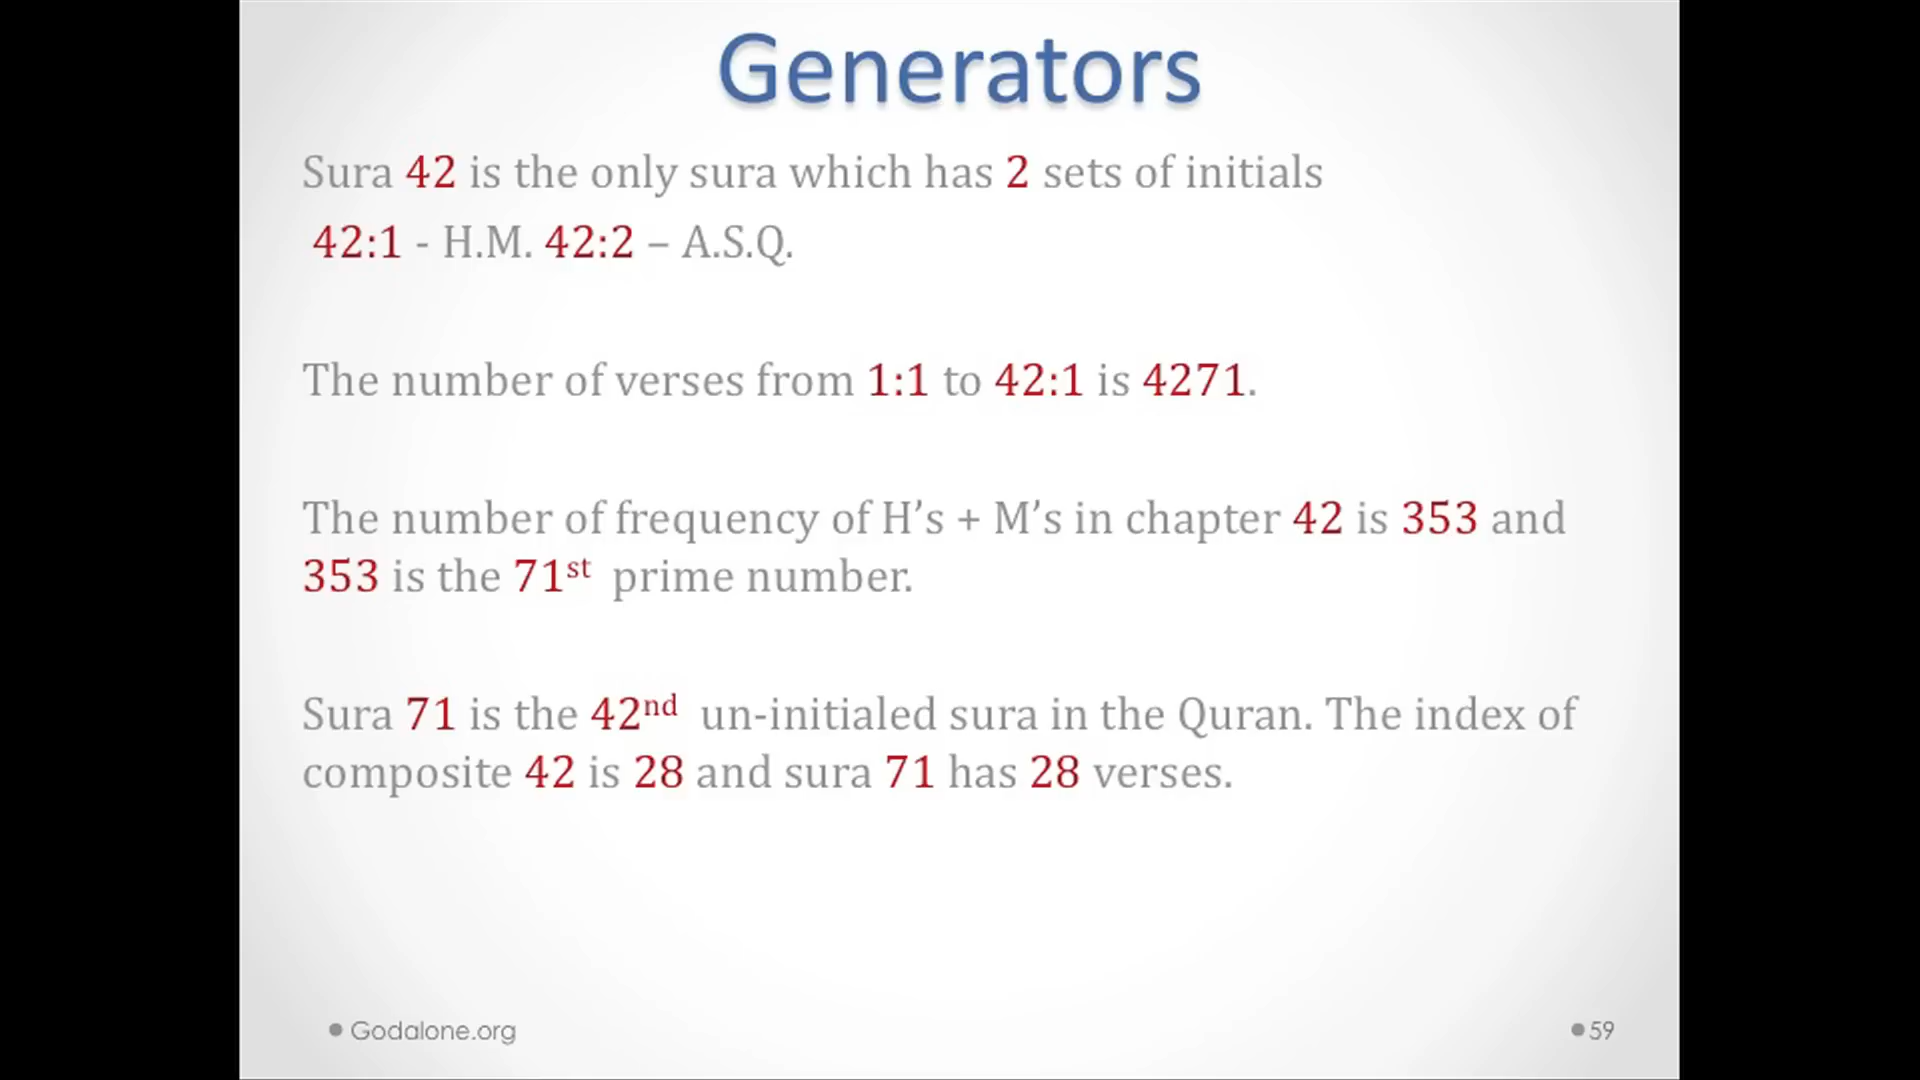 Generators
Sura 42 is the only sura which has 2 sets of initials
42:1 - H.M. 42:2 – A.S.Q.
The number of verses from 1:1 to 42:1 is 4271.
The number of frequency of H’s + M’s in chapter 42 is 353 and
353 is the 71st prime number.
Sura 71 is the 42nd un-initialed sura in the Quran. The index of
composite 42 is 28 and sura 71 has 28 verses.
• Godalone.org
• 59